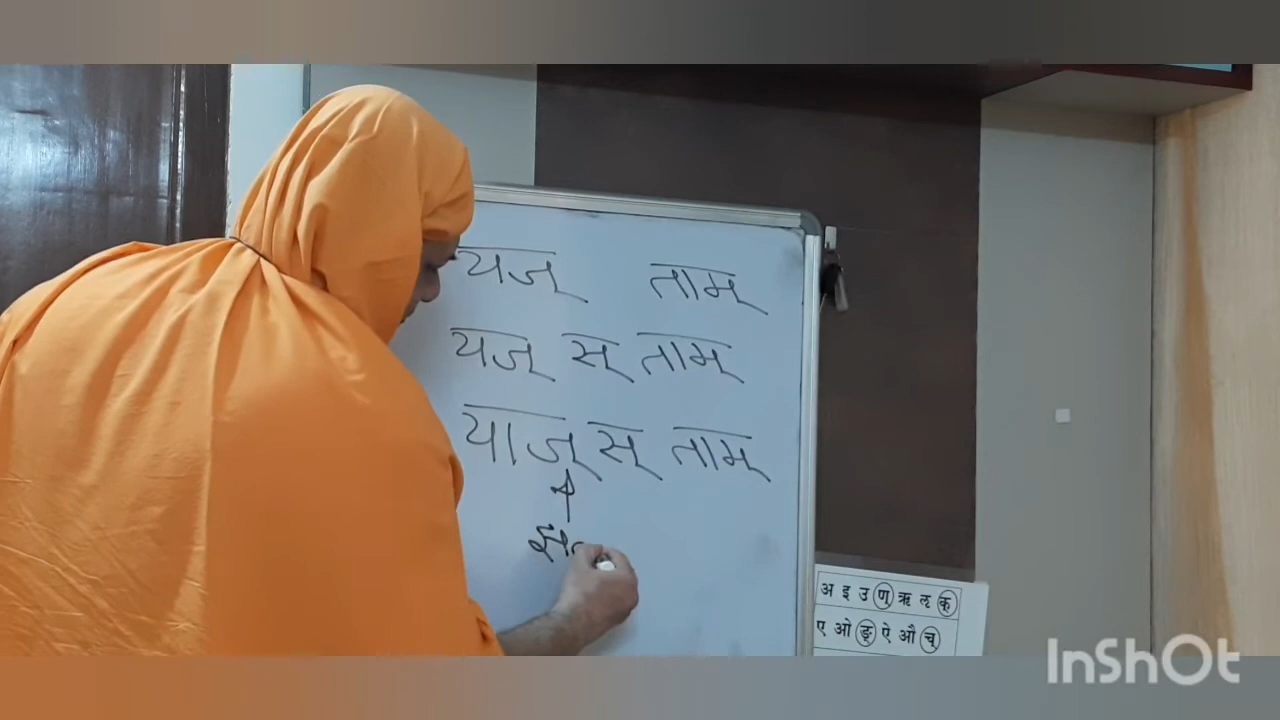 यज् ताम्
यज् स् ताम्
याज् स् ताम्
अ इ उ ण् ऋ ऌ क्
ए ओ ङ् ऐ औ च्
InShOt